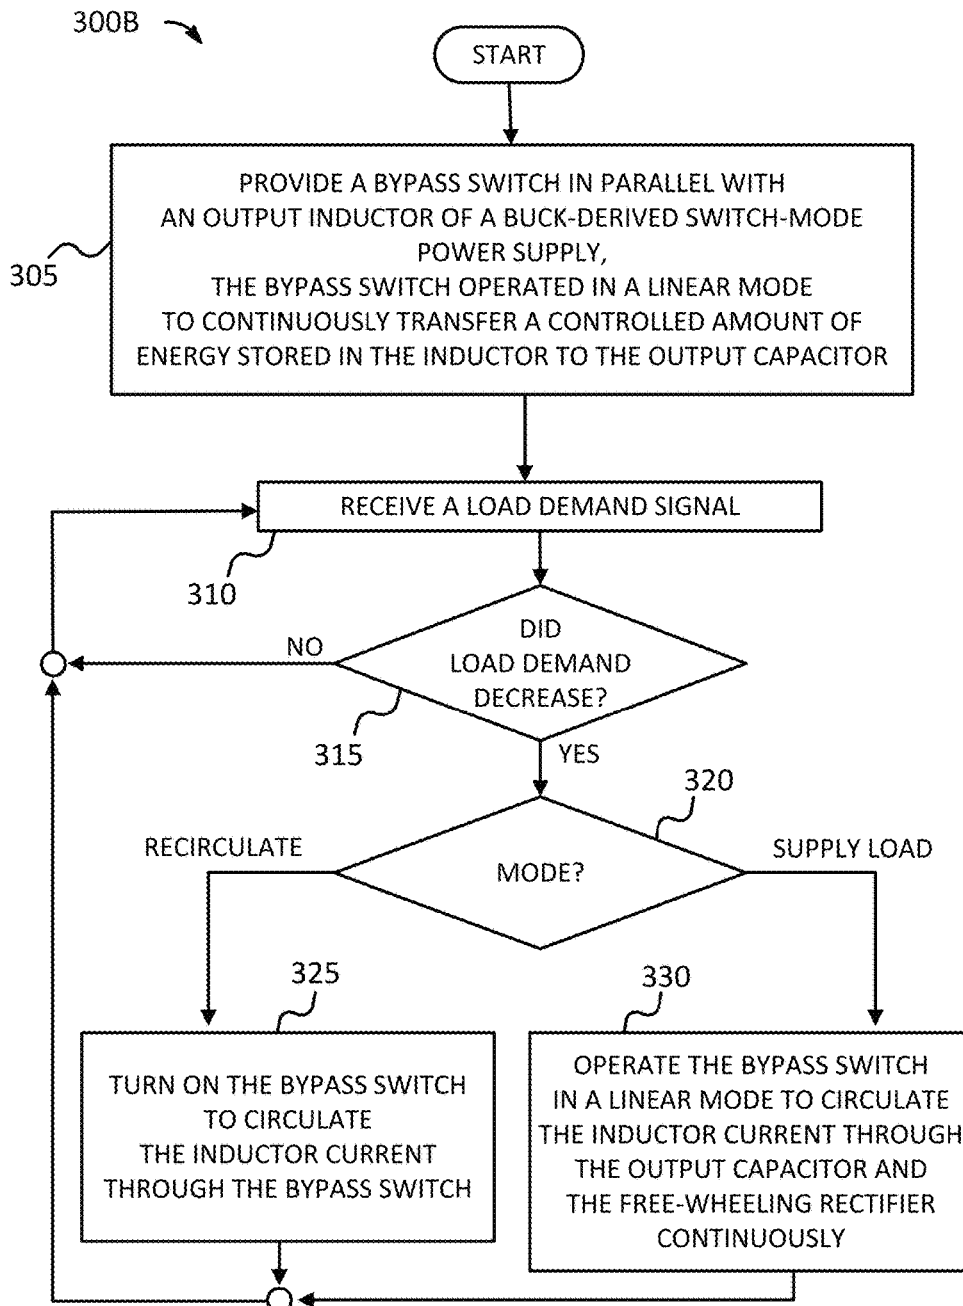 300B
START
PROVIDE A BYPASS SWITCH IN PARALLEL WITH
AN OUTPUT INDUCTOR OF A BUCK-DERIVED SWITCH-MODE
POWER SUPPLY,
THE BYPASS SWITCH OPERATED IN A LINEAR MODE
TO CONTINUOUSLY TRANSFER A CONTROLLED AMOUNT OF
ENERGY STORED IN THE INDUCTOR TO THE OUTPUT CAPACITOR
305
RECEIVE A LOAD DEMAND SIGNAL
310
DID
LOAD DEMAND
DECREASE?
NO
315
YES
320
RECIRCULATE
MODE?
SUPPLY LOAD
325
330
TURN ON THE BYPASS SWITCH
TO CIRCULATE
THE INDUCTOR CURRENT
THROUGH THE BYPASS SWITCH
OPERATE THE BYPASS SWITCH
IN A LINEAR MODE TO CIRCULATE
THE INDUCTOR CURRENT THROUGH
THE OUTPUT CAPACITOR AND
THE FREE-WHEELING RECTIFIER
CONTINUOUSLY